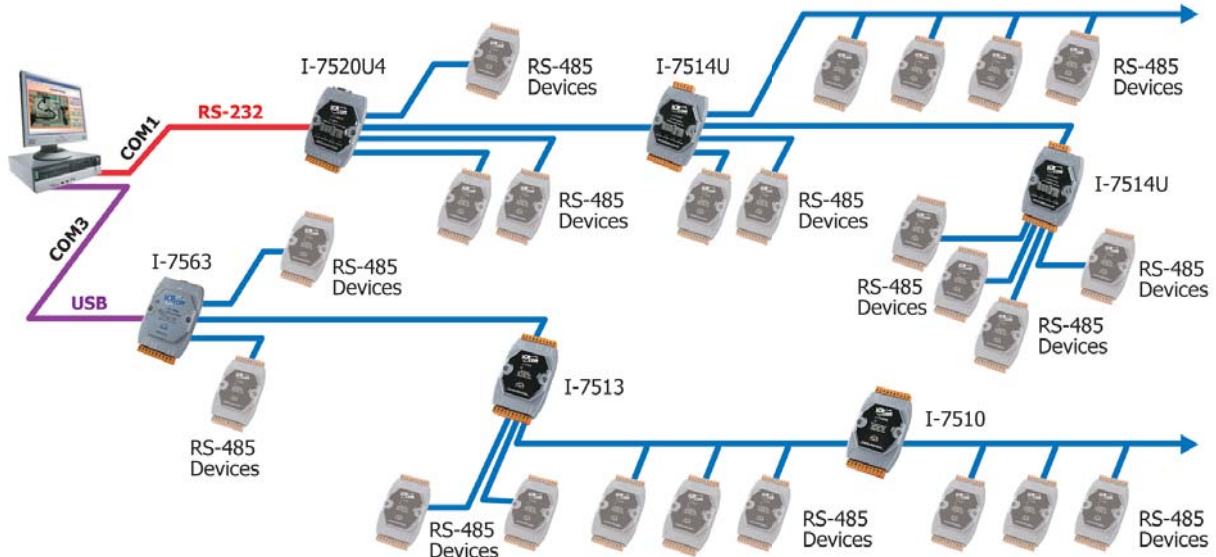 I-7520U4
RS-485
Devices
I-7514U
RS-485
Devices
COM1
RS-232
RS-485
Devices
RS-485
Devices
I-7514U
COM3
I-7563
RS-485
Devices
RS-485
Devices
RS-485
Devices
RS-485
Devices
USB
I-7513
RS-485
Devices
I-7510
RS-485
Devices
RS-485
Devices
RS-485
Devices